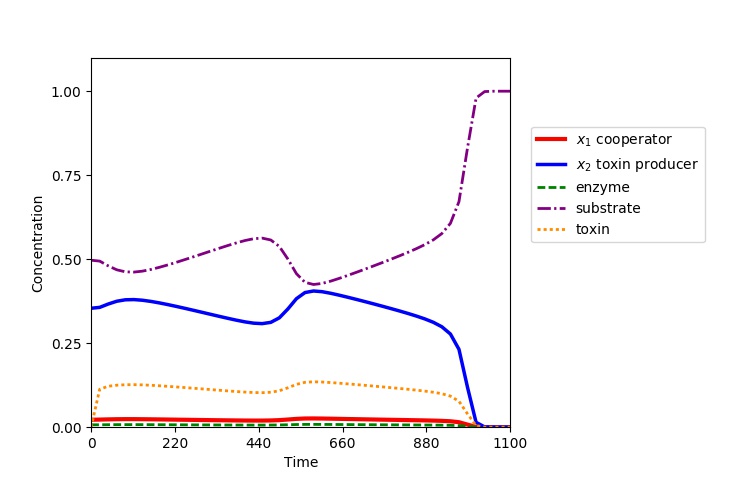 1.00
0.75
0.50
0.25
0.00
Concentration
0
220
440
660
880
1100
Time
x₁ cooperator
x₂ toxin producer
enzyme
substrate
toxin